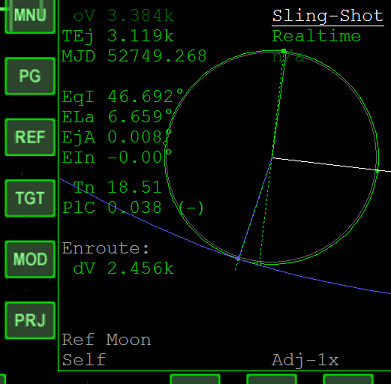 MNU
oV 3.384k
Sling-Shot
TEj 3.119k
Realtime
MJD 52749.268
n/a
PG
EqI 46.692°
ELa 6.659°
REF
EjA 0.008°
EIn -0.00°
TGT
Tn 18.51
PlC 0.038 (-)
Enroute:
MOD
dV 2.456k
PRJ
Ref Moon
Self
Adj-1x